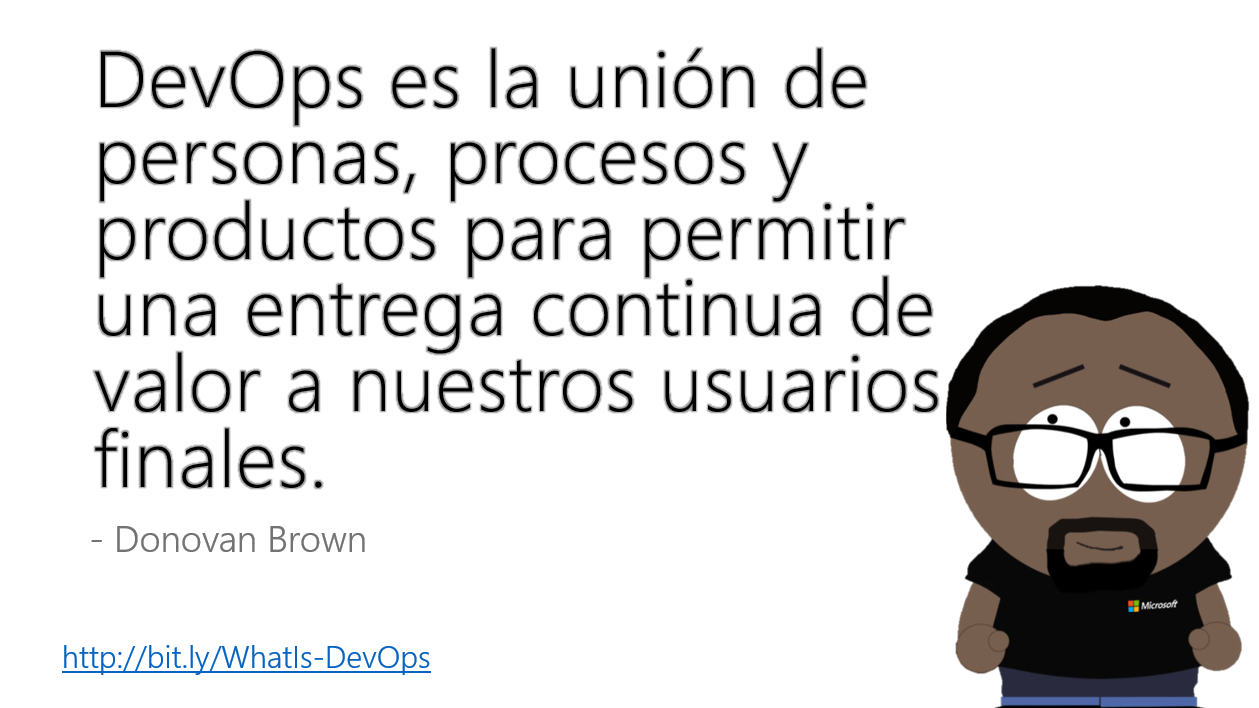 DevOps es la unión de
personas, procesos y
productos para permitir
una entrega continua de
valor a nuestros usuarios
finales.
- Donovan Brown
Microsoft
http://bit.ly/WhatIs-DevOps